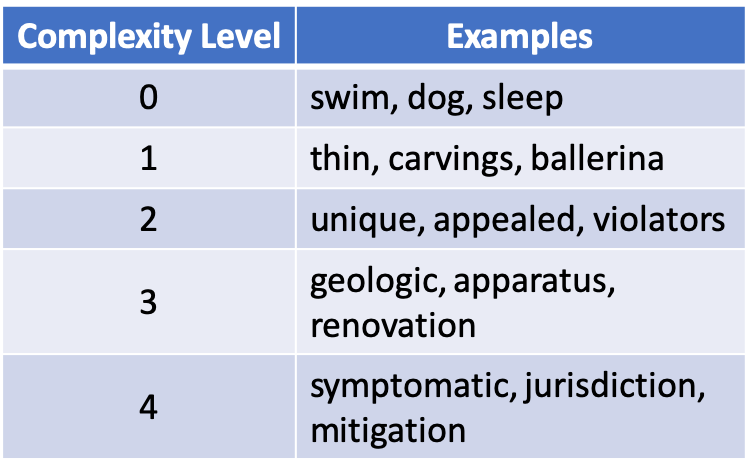 Complexity Level Examples
0 swim, dog, sleep
1 thin, carvings, ballerina
2 unique, appealed, violators
3 geologic, apparatus,
renovation
4 symptomatic, jurisdiction,
mitigation